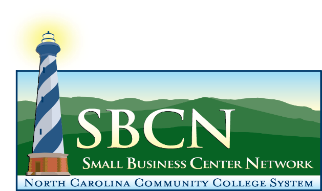 SBCN
Small Business Center Network
North Carolina Community College System